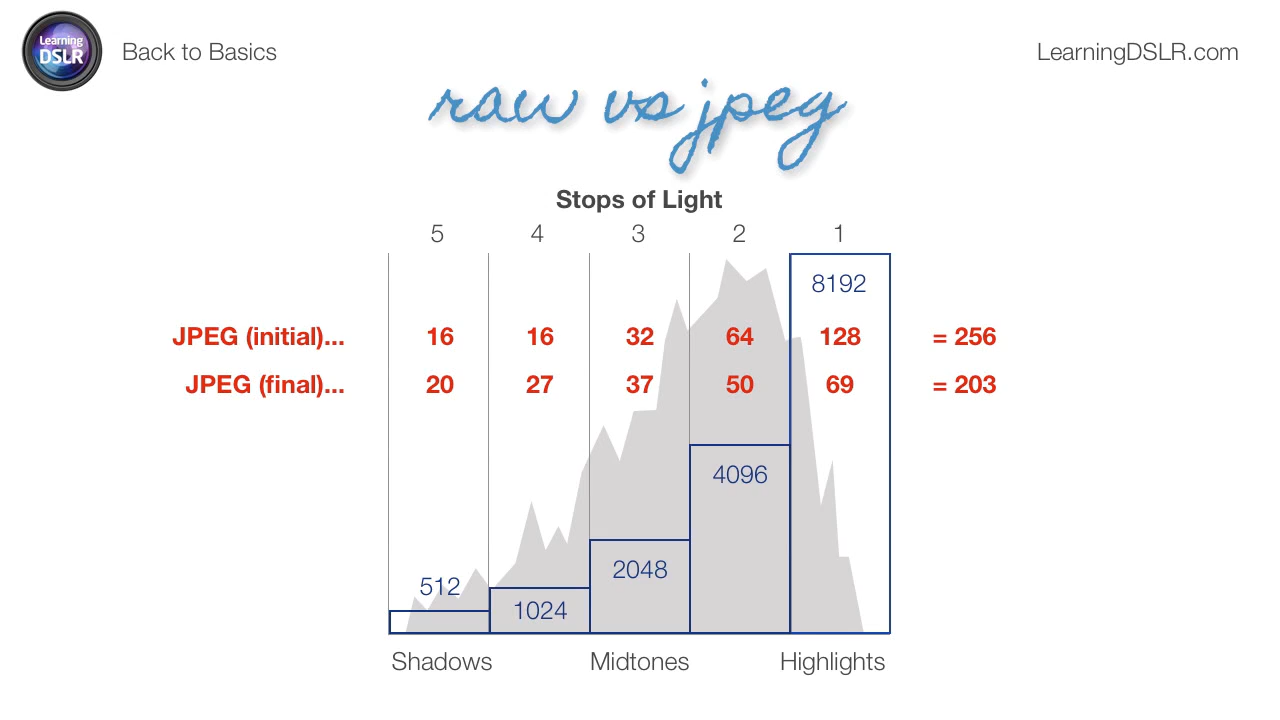 Learning
DSLR
Back to Basics
LearningDSLR.com
raw vs jpeg
Stops of Light
5 4 3 2 1
8192
JPEG (initial)... 16 16 32 64 128 = 256
JPEG (final)... 20 27 37 50 69 = 203
4096
2048
512
1024
Shadows Midtones Highlights